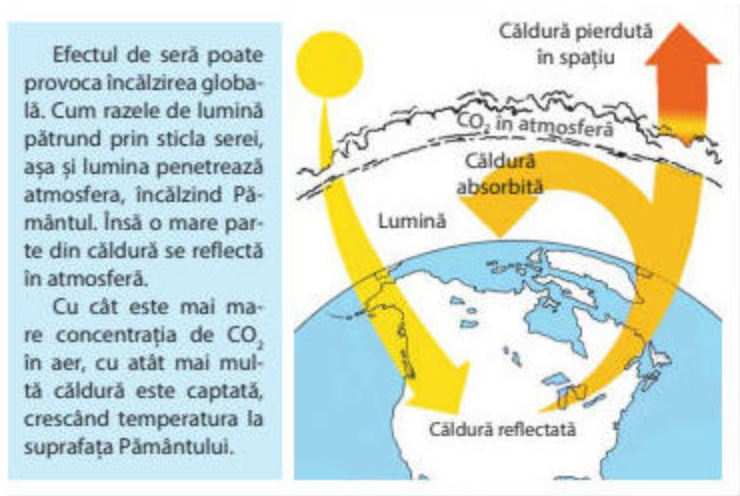 Efectul de seră poate
provoca încălzirea globa-
lă. Cum razele de lumină
pătrund prin sticla serei,
așa și lumina penetrează
atmosfera, încălzind Pă-
mântul. Însă o mare par-
te din căldură se reflectă
în atmosferă.
Cu cât este mai ma-
re concentrația de CO₂
în aer, cu atât mai mul-
tă căldură este captată,
crescând temperatura la
suprafața Pământului.
Căldură pierdută
în spațiu
CO₂ în atmosferă
Căldură
absorbită
Lumină
Căldură reflectată